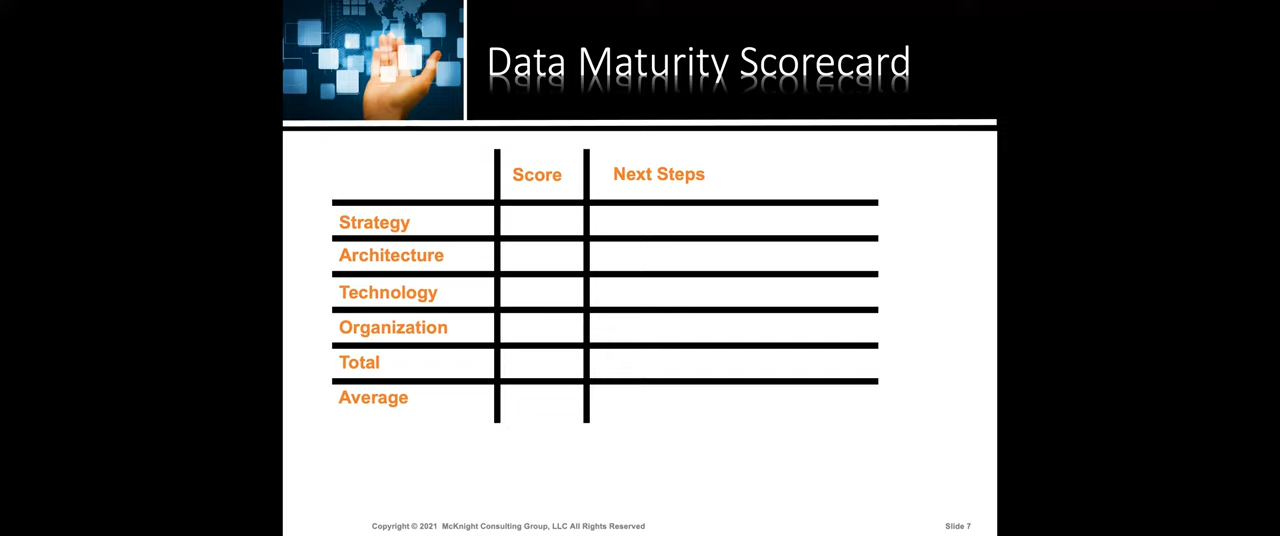 Data Maturity Scorecard
Score Next Steps
Strategy
Architecture
Technology
Organization
Total
Average
Copyright © 2021 McKnight Consulting Group, LLC All Rights Reserved Slide 7